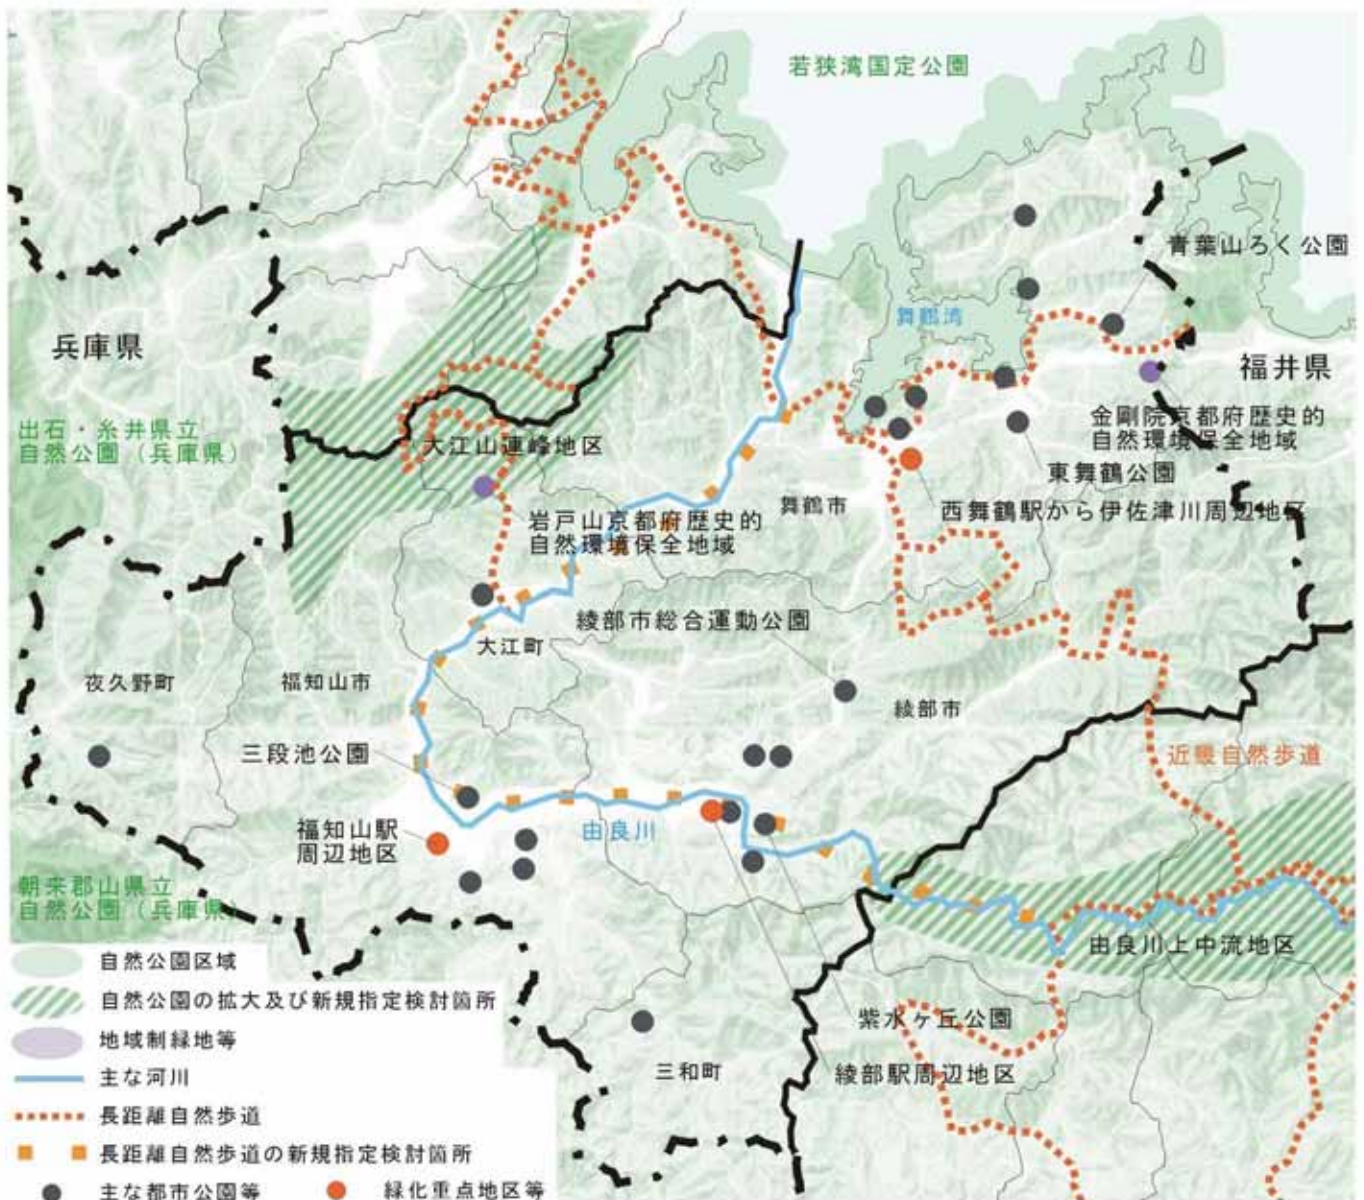 若狭湾国定公園
青葉山ろく公園
舞鶴湾
兵庫県
福井県
金剛院京都府歴史的
自然環境保全地域
出石・糸井県立
自然公園（兵庫県）
大江山連峰地区
東舞鶴公園
舞鶴市
西舞鶴駅から伊佐津川周辺地区
岩戸山京都府歴史的
自然環境保全地域
綾部市総合運動公園
大江町
夜久野町
福知山市
綾部市
三段池公園
近畿自然歩道
福知山駅
周辺地区
由良川
朝来郡山県立
自然公園（兵庫県）
由良川上中流地区
紫水ヶ丘公園
三和町
綾部駅周辺地区
自然公園区域
自然公園の拡大及び新規指定検討箇所
地域制緑地等
主な河川
長距離自然歩道
長距離自然歩道の新規指定検討箇所
主な都市公園等
緑化重点地区等